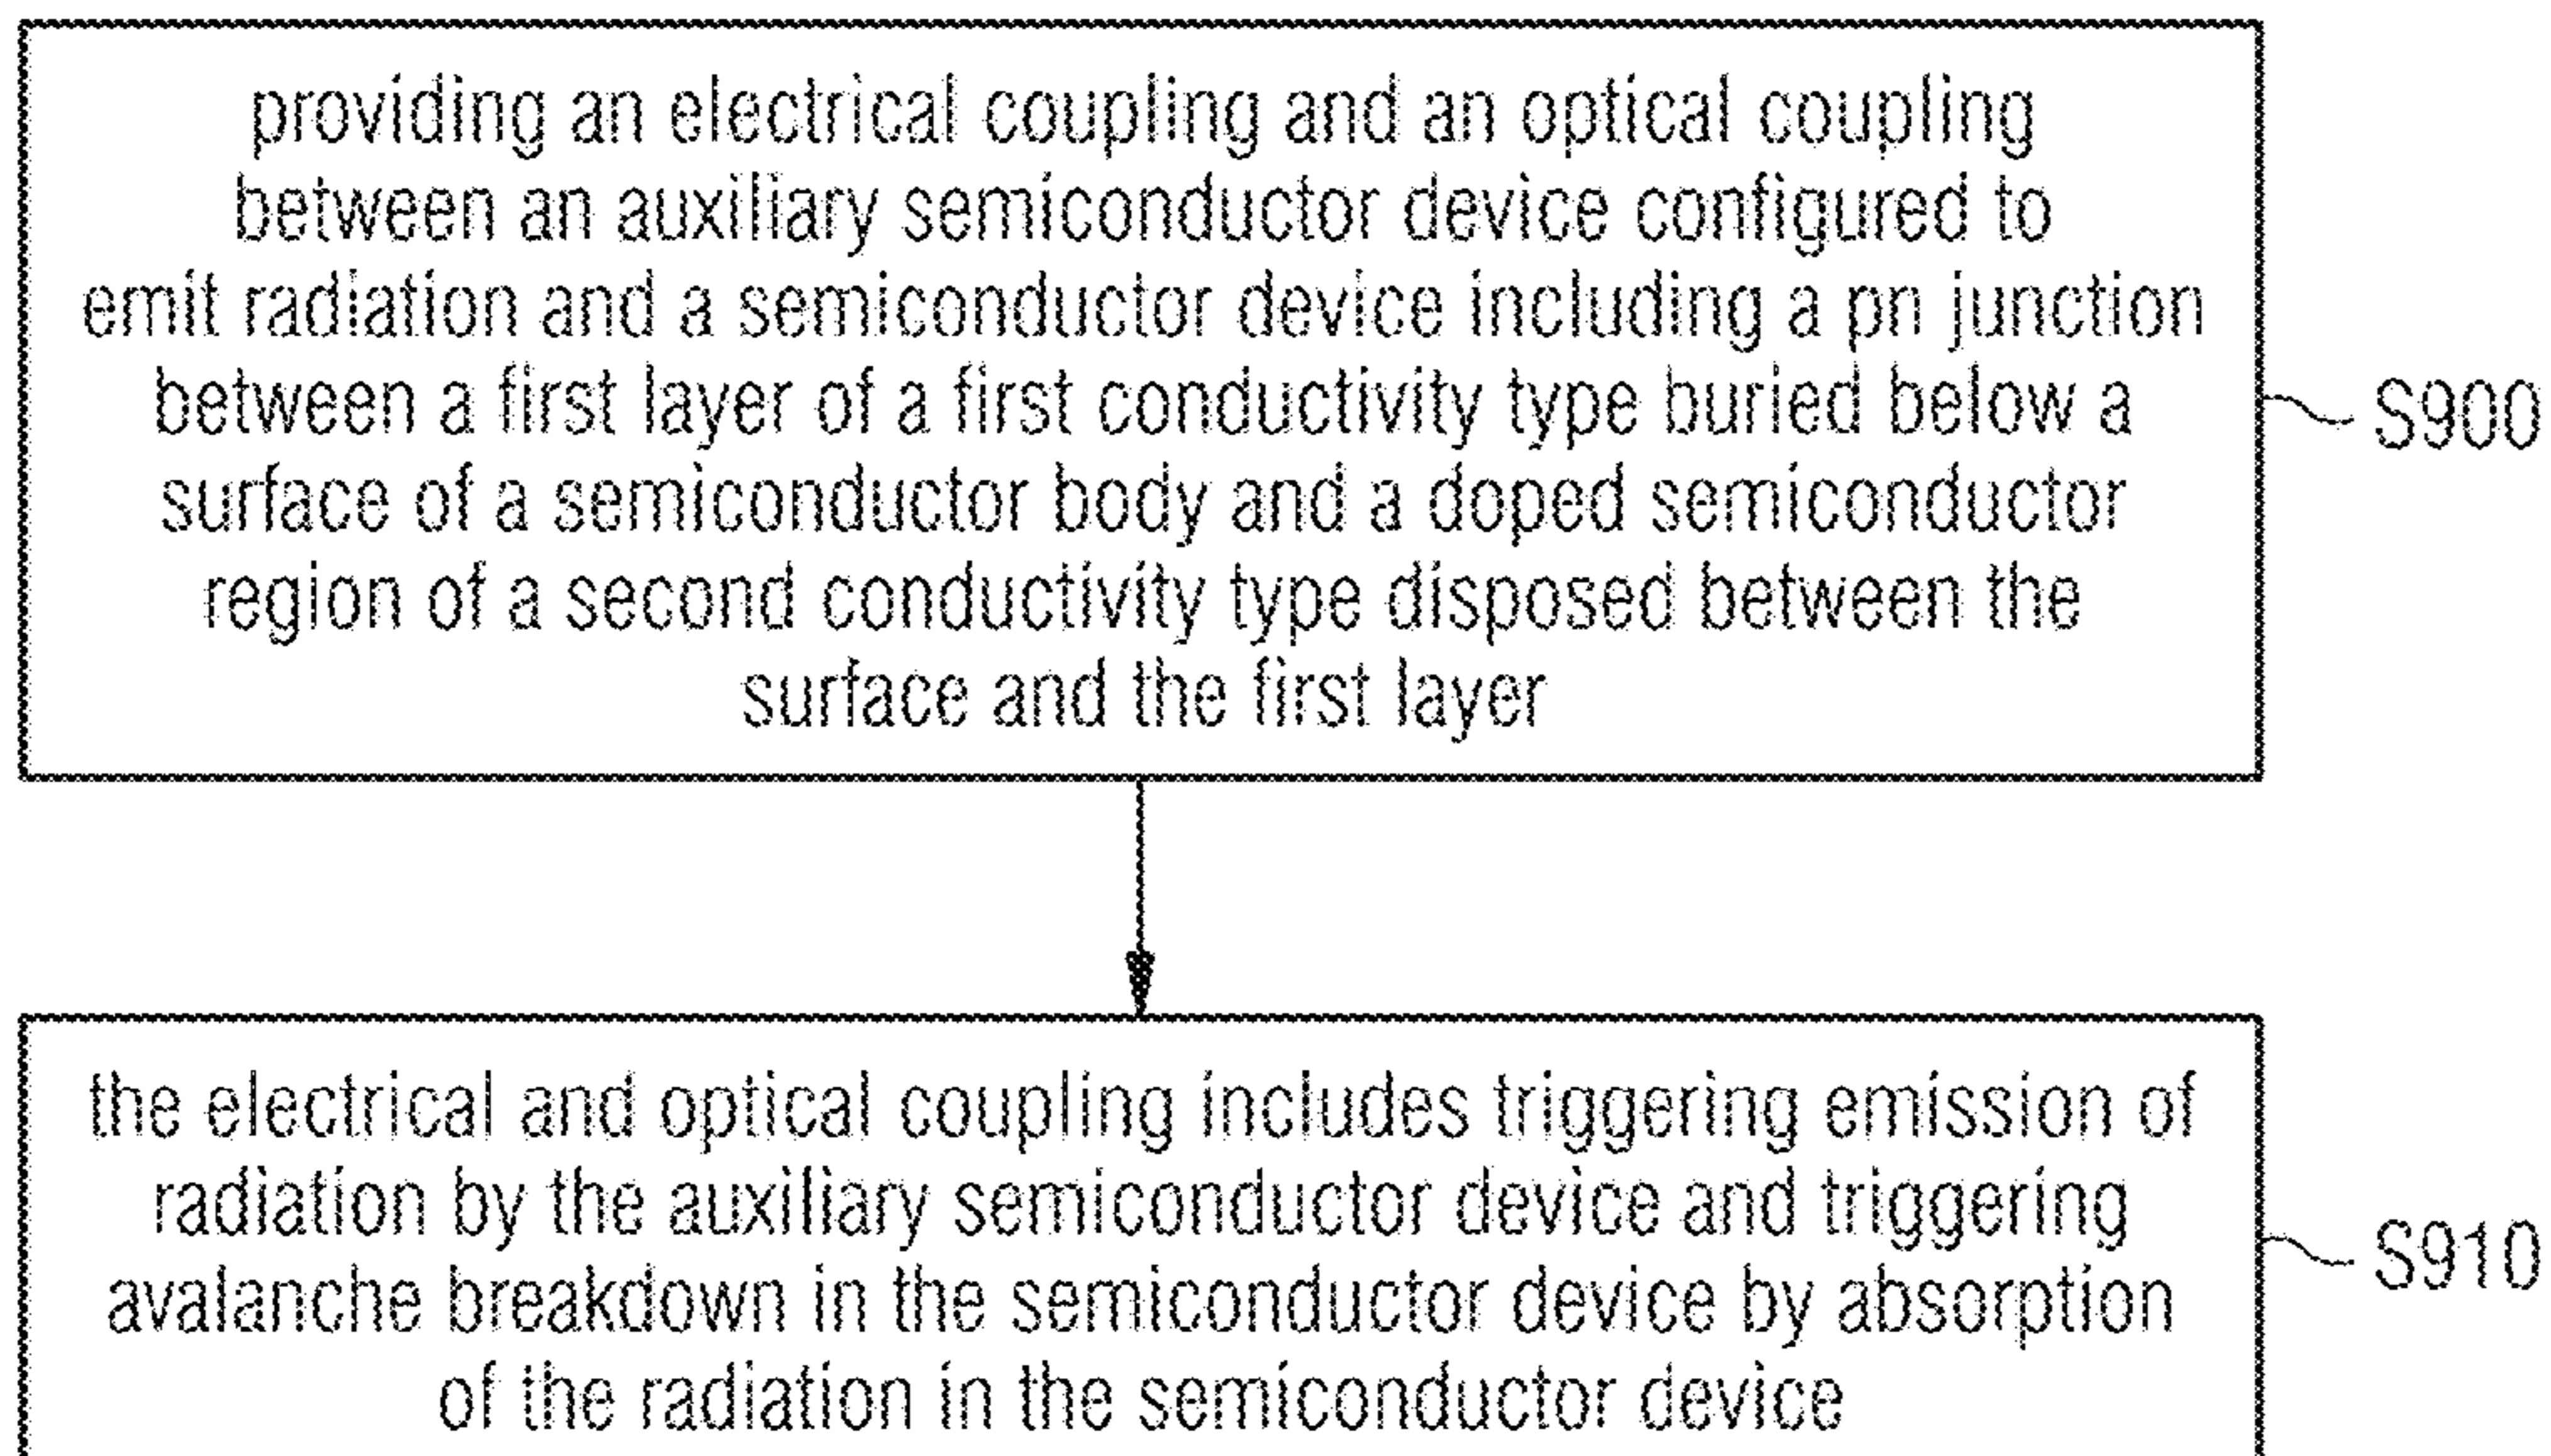 providing an electrical coupling and an optical coupling
between an auxiliary semiconductor device configured to
emit radiation and a semiconductor device including a pn junction
between a first layer of a first conductivity type buried below a
surface of a semiconductor body and a doped semiconductor
region of a second conductivity type disposed between the
surface and the first layer
S900
the electrical and optical coupling includes triggering emission of
radiation by the auxiliary semiconductor device and triggering
avalanche breakdown in the semiconductor device by absorption
of the radiation in the semiconductor device
S910